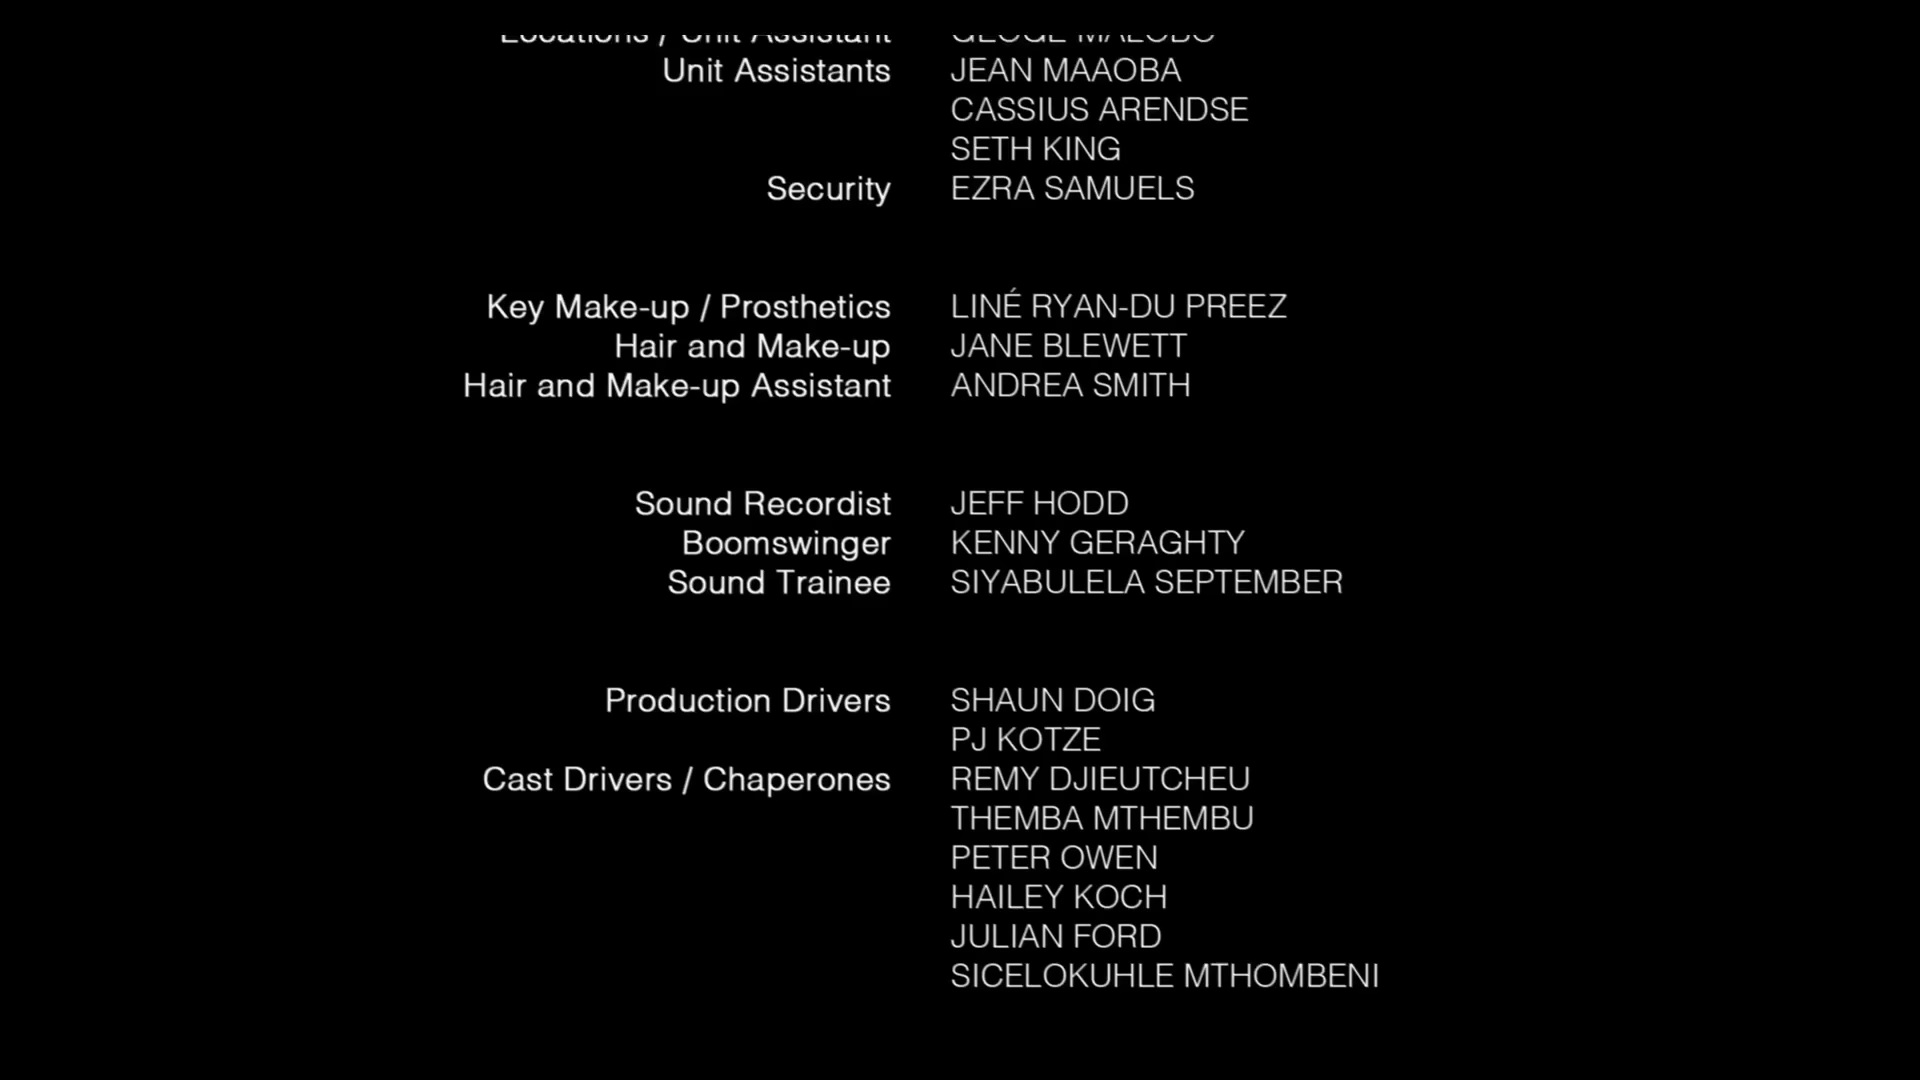 Locations / Unit Assistant
Unit Assistants JEAN MAAOBA
CASSIUS ARENDSE
SETH KING
Security EZRA SAMUELS
Key Make-up / Prosthetics LINÉ RYAN-DU PREEZ
Hair and Make-up JANE BLEWETT
Hair and Make-up Assistant ANDREA SMITH
Sound Recordist JEFF HODD
Boomswinger KENNY GERAGHTY
Sound Trainee SIYABULELA SEPTEMBER
Production Drivers SHAUN DOIG
PJ KOTZE
Cast Drivers / Chaperones REMY DJIEUTCHEU
THEMBA MTHEMBU
PETER OWEN
HAILEY KOCH
JULIAN FORD
SICELOKUHLE MTHOMBENI